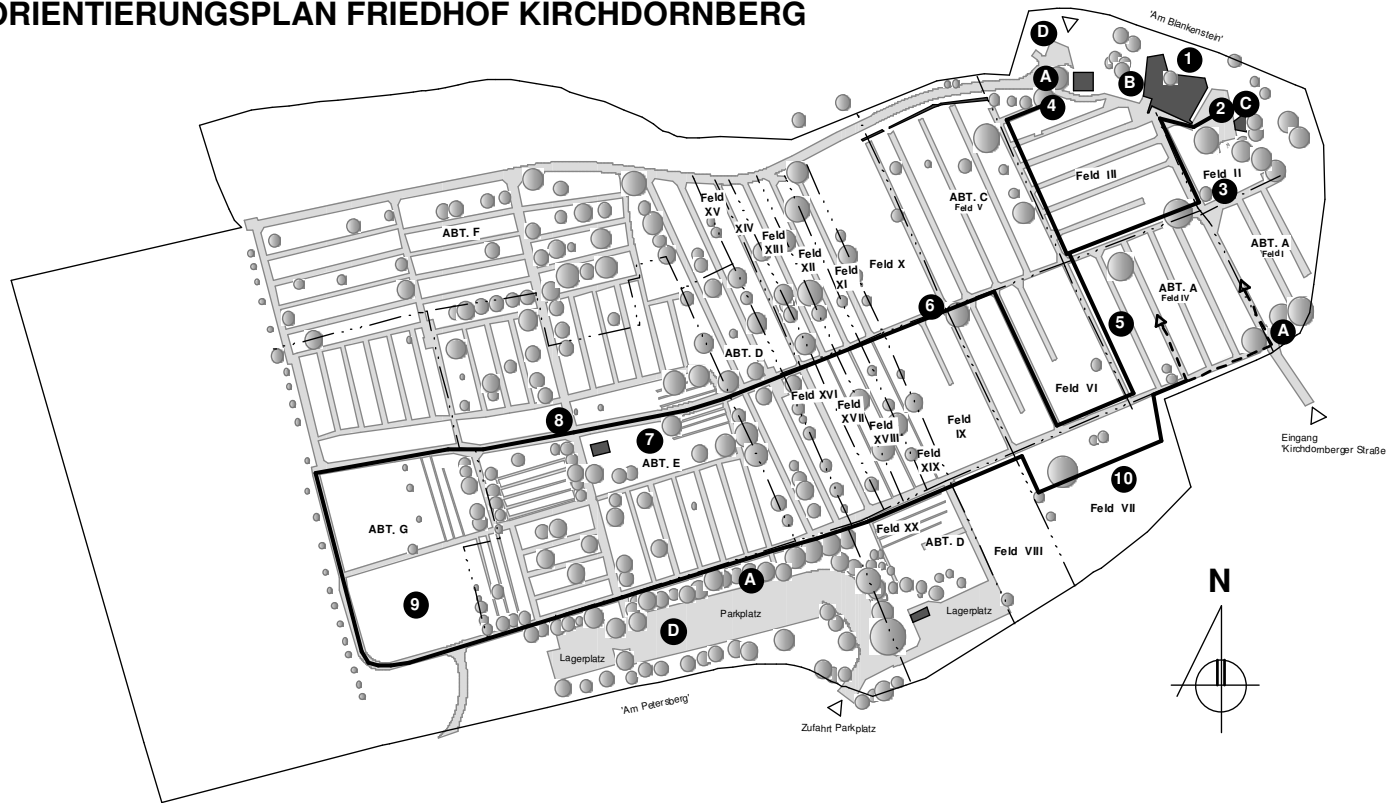 ORIENTIERUNGSPLAN FRIEDHOF KIRCHDORNBERG
'Am Blankenstein'
D
1
A
B
4
2
C
Feld III
Feld II
3
Feld
XV
XIV
Feld
XIII
Feld
XII
Feld
XI
Feld X
ABT. C
Feld V
ABT. F
ABT. A
Feld I
ABT. A
Feld IV
6
5
A
ABT. D
Feld VI
Feld XVI
Feld
XVII
Feld
XVIII
Feld
XIX
Feld
IX
8
7
ABT. E
Eingang
'Kirchdornberger Straße
10
Feld VII
ABT. G
Feld XX
ABT. D
Feld VIII
9
A
Parkplatz
Lagerplatz
D
Lagerplatz
N
'Am Petersberg'
Zufahrt Parkplatz